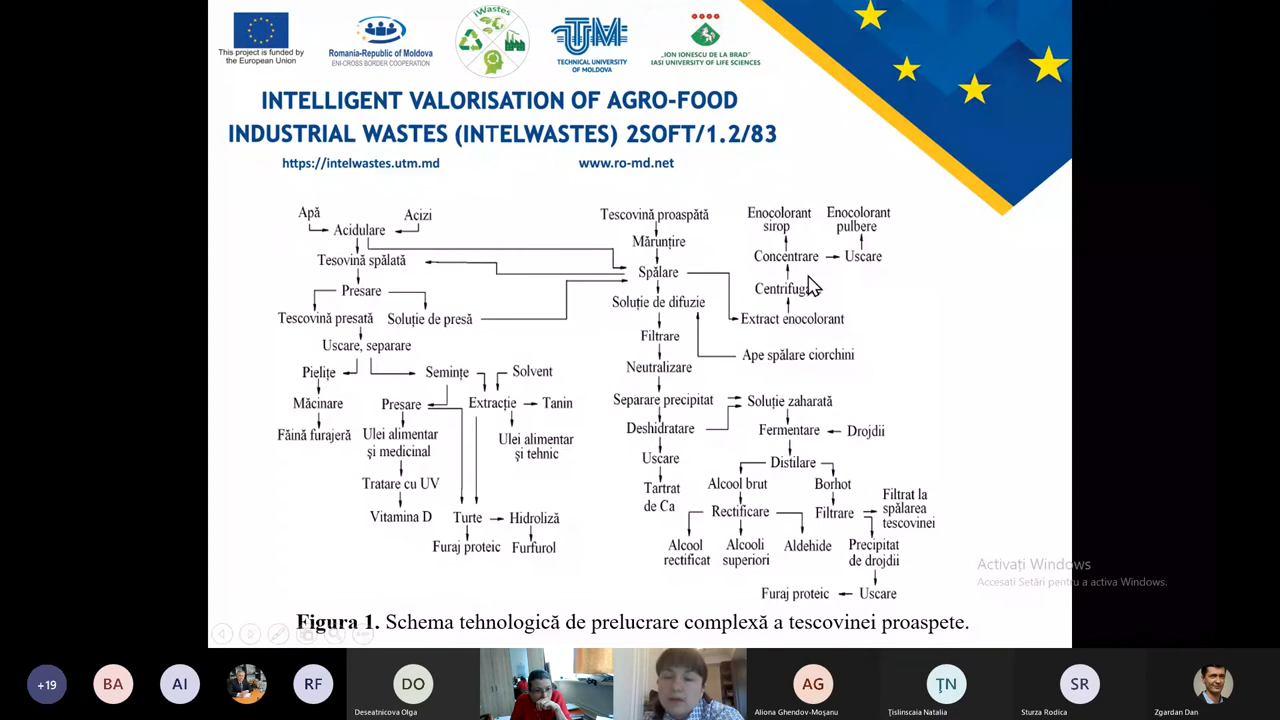 This project is funded by
the European Union
Romania-Republic of Moldova
ENI-CROSS BORDER COOPERATION
iWastes
UTM
TECHNICAL UNIVERSITY
OF MOLDOVA
„ION IONESCU DE LA BRAD"
IASI UNIVERSITY OF LIFE SCIENCES
INTELLIGENT VALORISATION OF AGRO-FOOD
INDUSTRIAL WASTES (INTELWASTES) 2SOFT/1.2/83
https://intelwastes.utm.md
www.ro-md.net
Apă
Acizi
Acidulare
Tesovină spălată
Presare
Tescovină presată
Soluție de presă
Uscare, separare
Pielițe
Semințe
Solvent
Măcinare
Presare
Extracție
Tanin
Făină furajeră
Ulei alimentar
și medicinal
Ulei alimentar
și tehnic
Tratare cu UV
Vitamina D
Turte
Hidroliză
Furaj proteic
Furfurol
Tescovină proaspătă
Mărunțire
Spălare
Soluție de difuzie
Filtrare
Neutralizare
Separare precipitat
Deshidratare
Uscare
Tartrat
de Ca
Enocolorant
sirop
Enocolorant
pulbere
Concentrare
Uscare
Extract enocolorant
Ape spălare ciorchini
Soluție zaharată
Fermentare
Drojdii
Distilare
Alcool brut
Borhot
Rectificare
Filtrare
Filtrat la
spălarea
tescovinei
Alcool
rectificat
Alcooli
superiori
Aldehide
Precipitat
de drojdii
Furaj proteic
Uscare
Activați Windows
Accesați Setări pentru a activa Windows.
Figura 1. Schema tehnologică de prelucrare complexă a tescovinei proaspete.
+19
BA
AI
RF
DO
Deseatnicova Olga
AG
Aliona Ghendov-Moșanu
ŢN
Ţislinscaia Natalia
SR
Sturza Rodica
Zgardan Dan